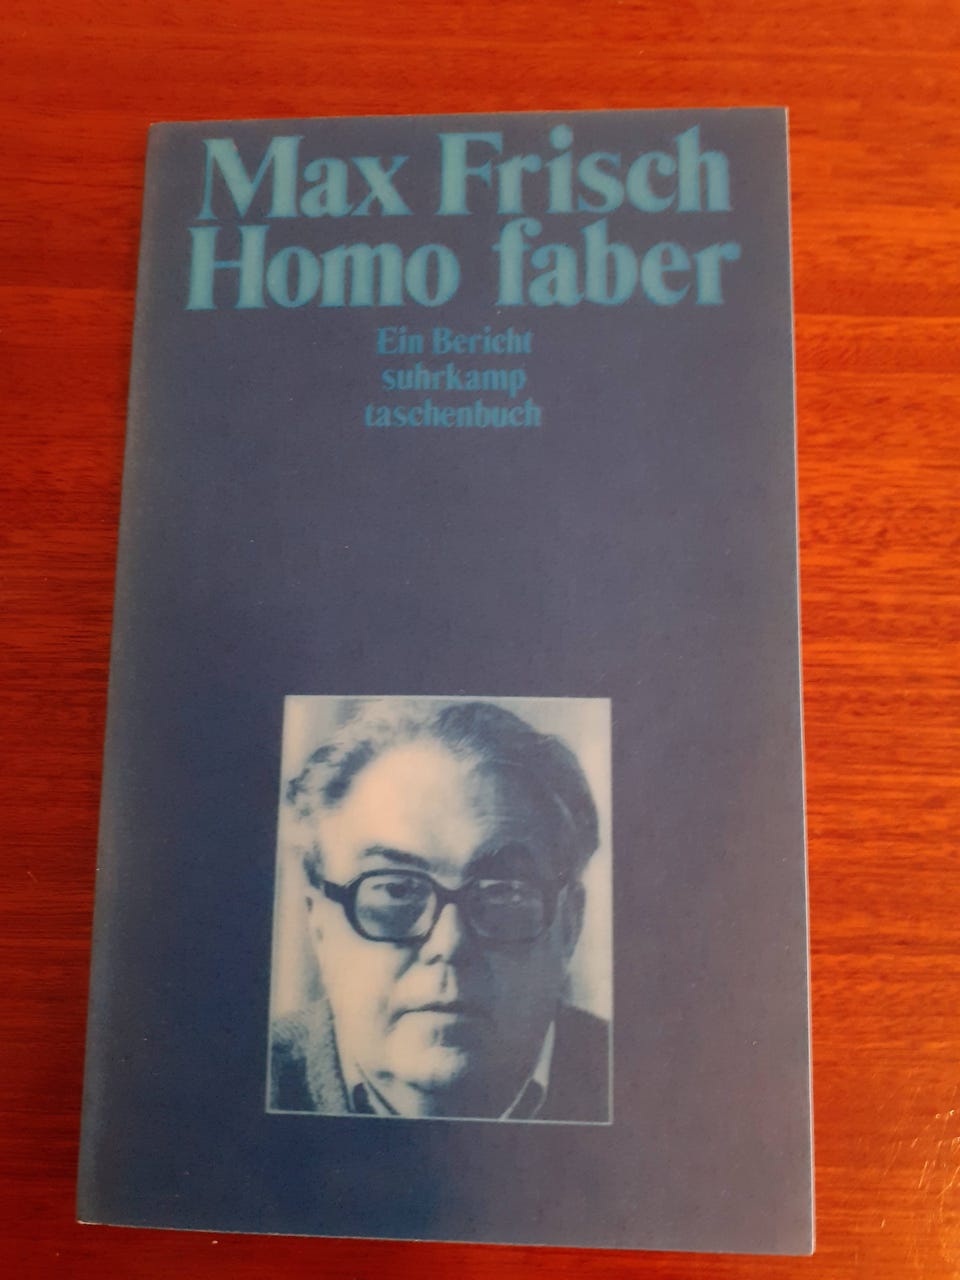 Max Frisch
Homo faber
Ein Bericht
suhrkamp
taschenbuch